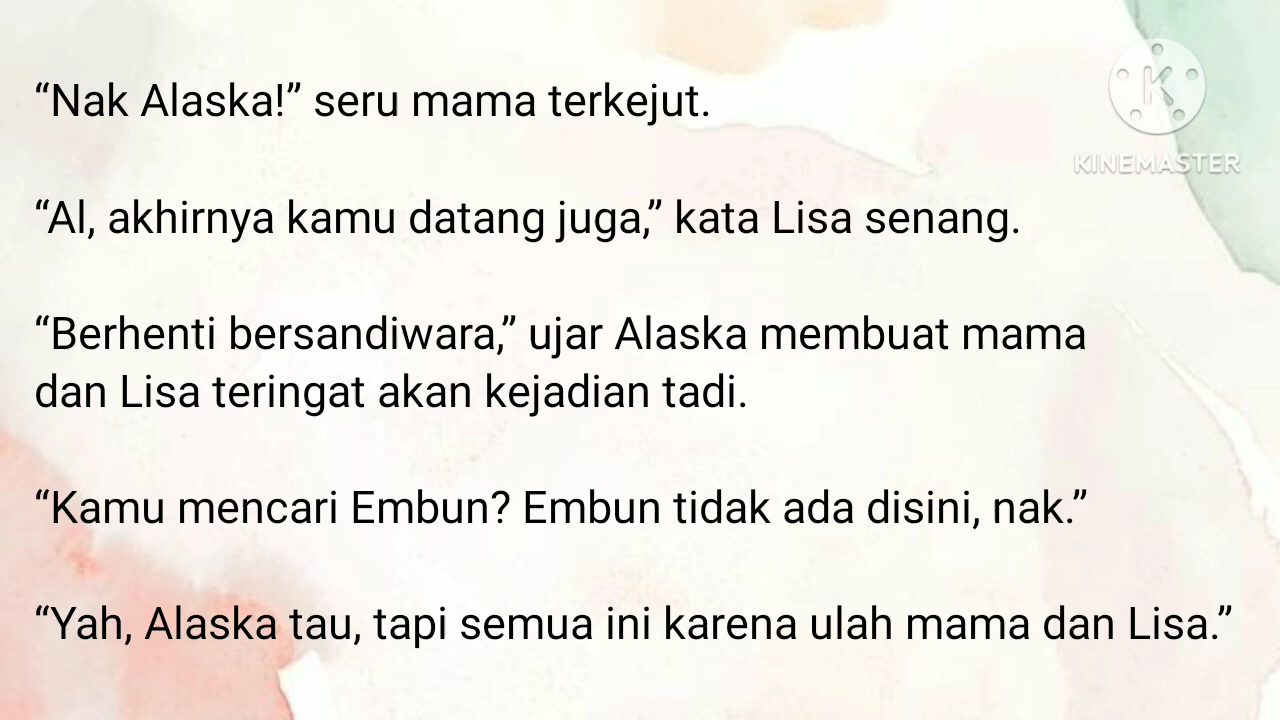 “Nak Alaska!” seru mama terkejut.
KINEMASTER
“Al, akhirnya kamu datang juga,” kata Lisa senang.
“Berhenti bersandiwara,” ujar Alaska membuat mama
dan Lisa teringat akan kejadian tadi.
“Kamu mencari Embun? Embun tidak ada disini, nak.”
“Yah, Alaska tau, tapi semua ini karena ulah mama dan Lisa.”